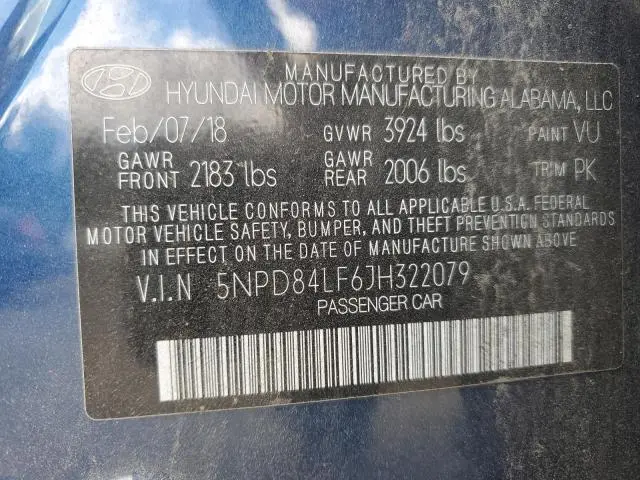 MANUFACTURED BY
HYUNDAI MOTOR MANUFACTURING ALABAMA, LLC
Feb/07/18 GVWR 3924 lbs PAINT VU
GAWR FRONT 2183 lbs GAWR REAR 2006 lbs TRIM PK
THIS VEHICLE CONFORMS TO ALL APPLICABLE U.S.A. FEDERAL
MOTOR VEHICLE SAFETY, BUMPER, AND THEFT PREVENTION STANDARDS
IN EFFECT ON THE DATE OF MANUFACTURE SHOWN ABOVE.
V.I.N 5NPD84LF6JH322079
PASSENGER CAR